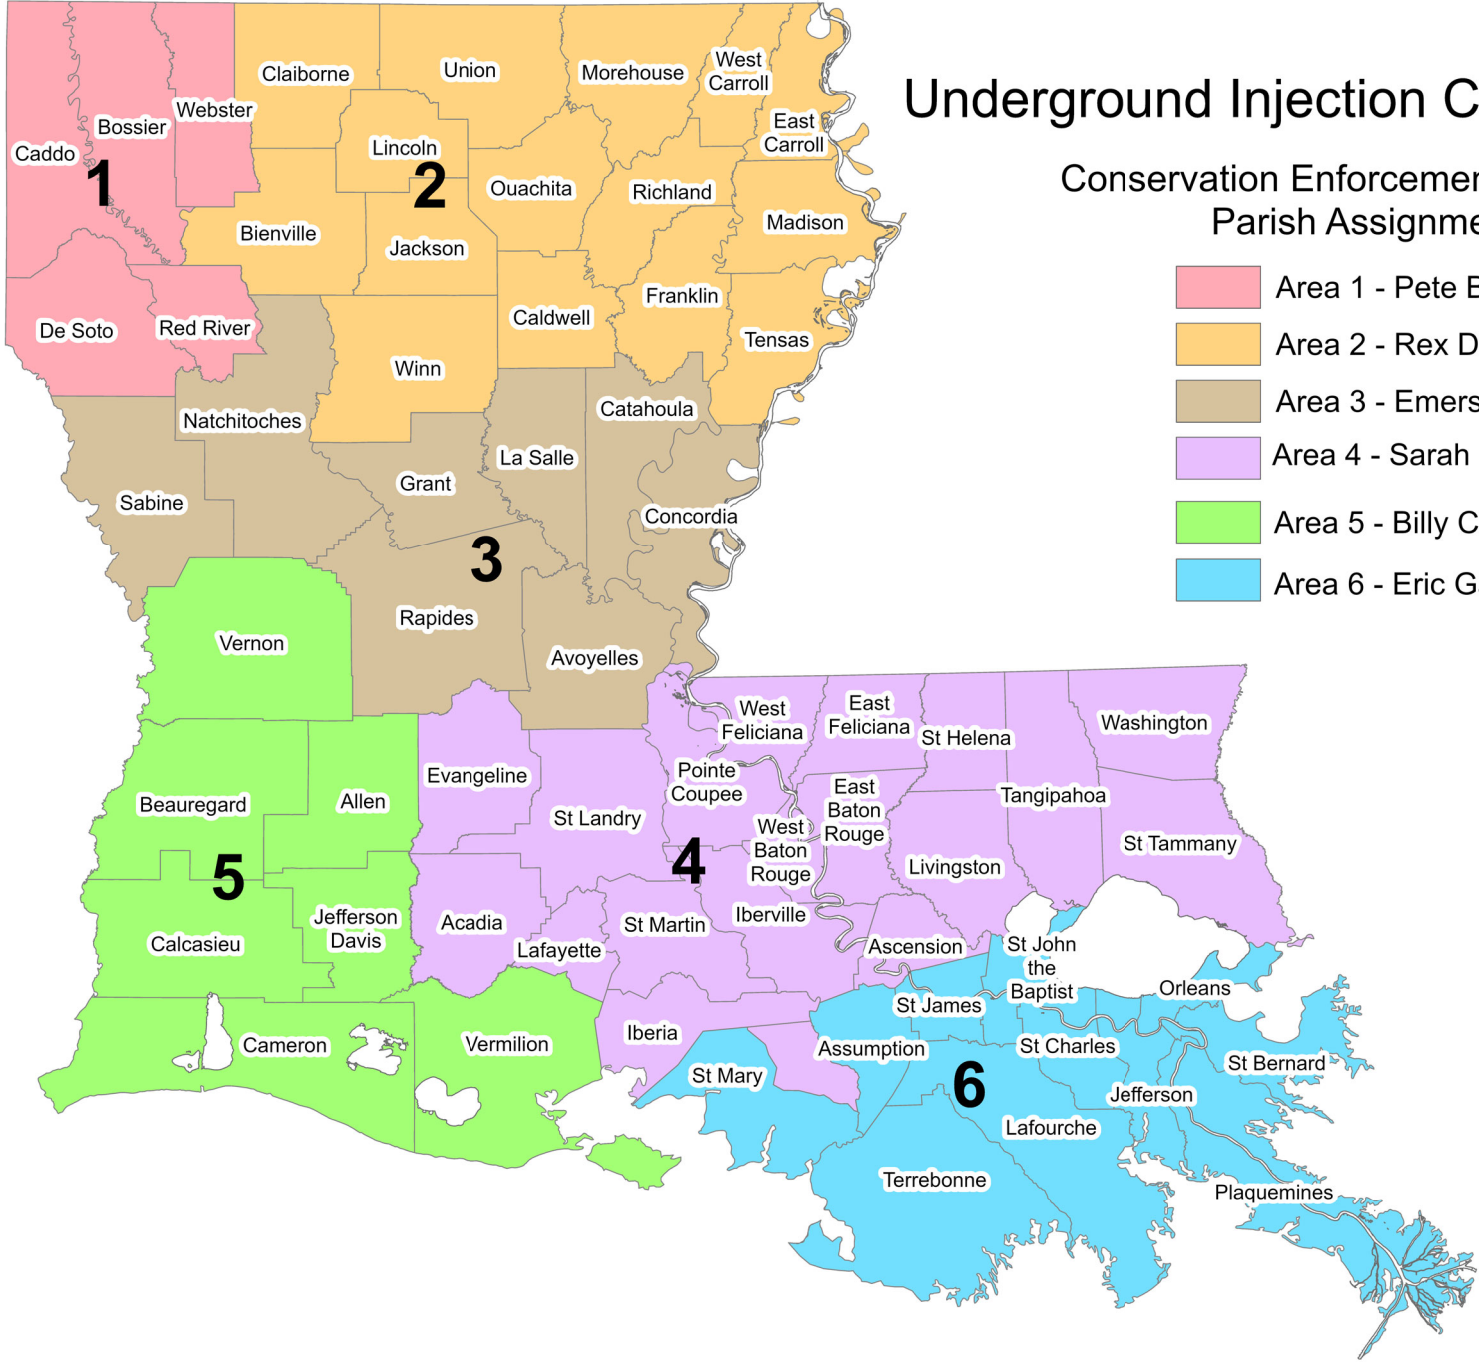 Underground Injection C
Conservation Enforcemen
Parish Assignme
Area 1 - Pete B
Area 2 - Rex D
Area 3 - Emers
Area 4 - Sarah
Area 5 - Billy C
Area 6 - Eric G
Claiborne
Union
Morehouse
West
Carroll
East
Carroll
Webster
Bossier
Caddo
1
Lincoln
2
Ouachita
Richland
Madison
Bienville
Jackson
De Soto
Red River
Caldwell
Franklin
Tensas
Winn
Natchitoches
Catahoula
La Salle
Grant
Sabine
Concordia
3
Rapides
Vernon
Avoyelles
West
Feliciana
East
Feliciana
St Helena
Washington
Evangeline
Pointe
Coupee
Tangipahoa
East
Baton
Rouge
Beauregard
Allen
St Landry
West
Baton
Rouge
St Tammany
4
Livingston
5
Jefferson
Davis
Calcasieu
Acadia
Lafayette
St Martin
Iberville
Ascension
St John
the
Baptist
Orleans
St James
Cameron
Vermilion
Iberia
Assumption
St Charles
St Bernard
St Mary
6
Jefferson
Lafourche
Terrebonne
Plaquemines